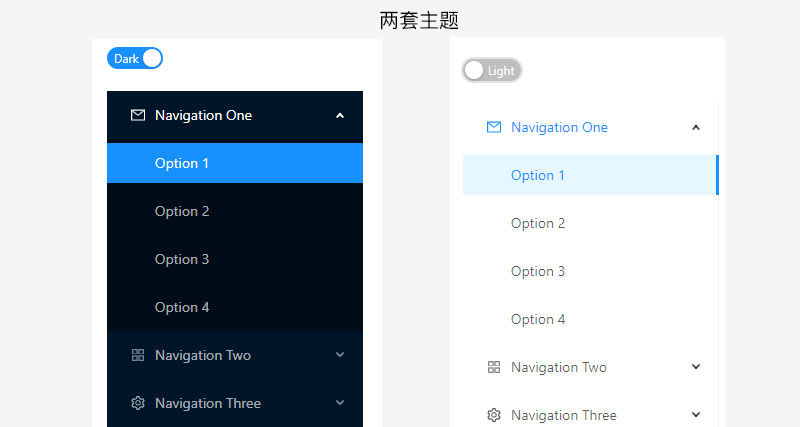 两套主题
Dark
Navigation One
Option 1
Option 2
Option 3
Option 4
Navigation Two
Navigation Three
Light
Navigation One
Option 1
Option 2
Option 3
Option 4
Navigation Two
Navigation Three